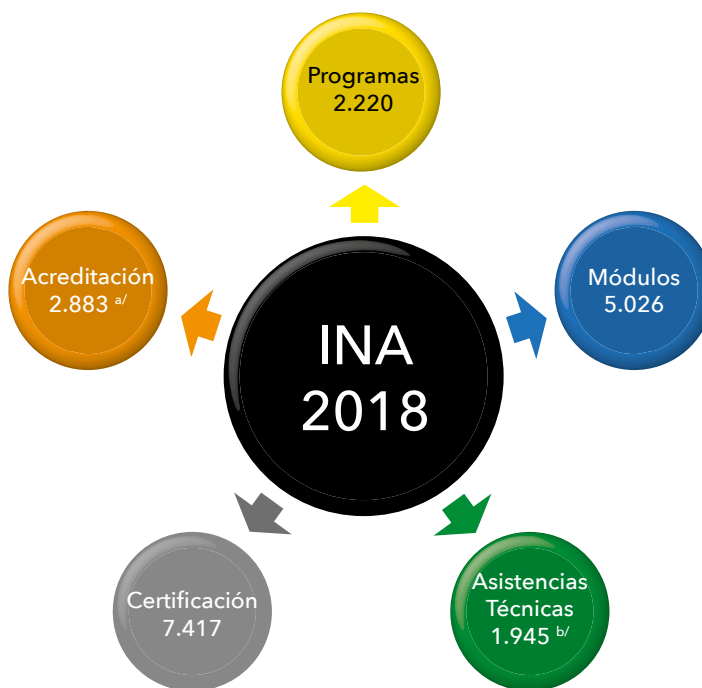 Programas
2.220
Acreditación
2.883 a/
Módulos
5.026
INA
2018
Certificación
7.417
Asistencias
Técnicas
1.945 b/